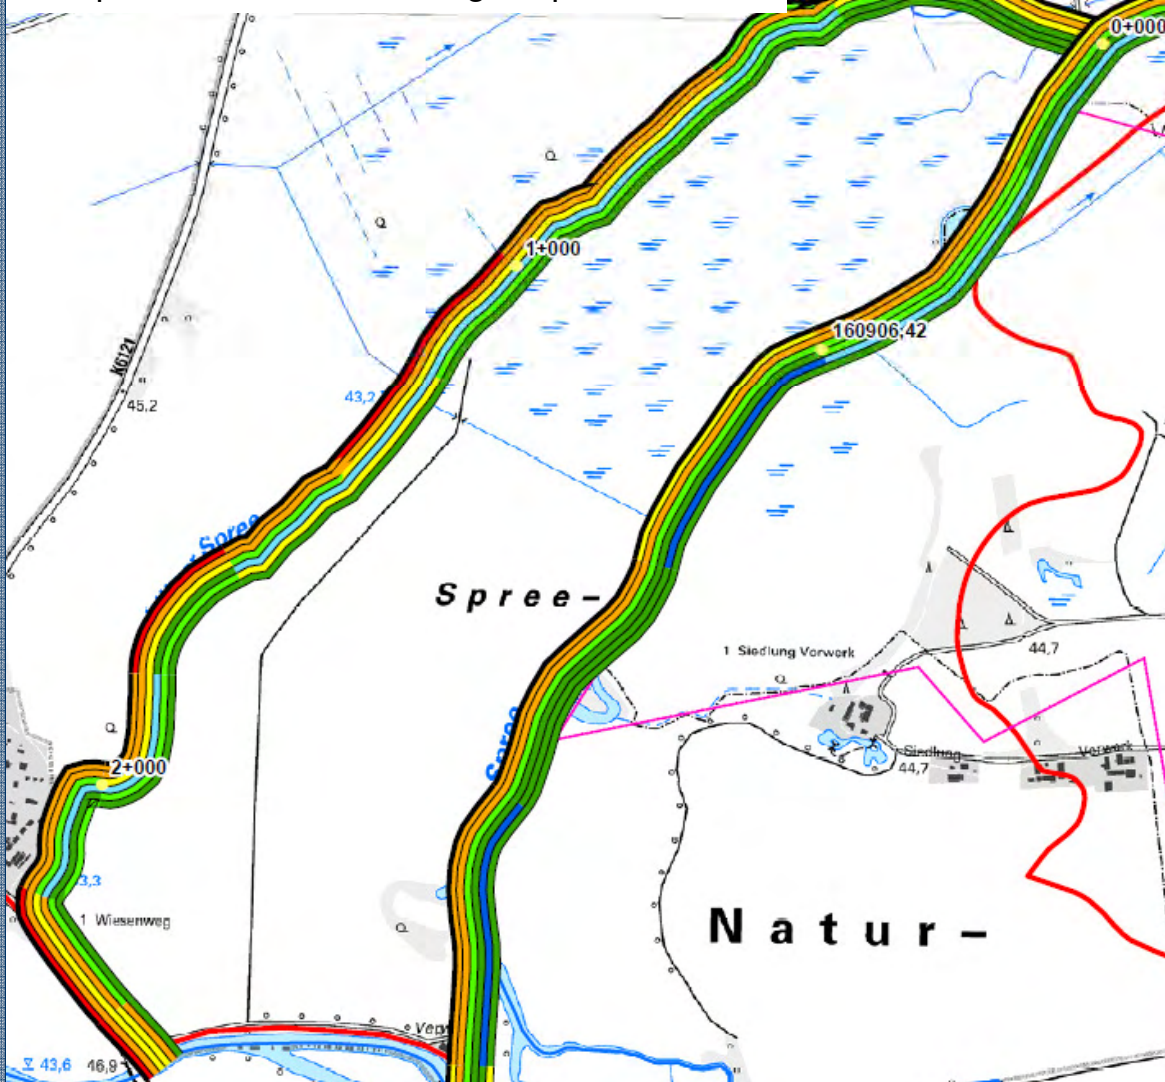 0+000
1+000
160906;42
K6121
45,2
43,2
Spree
Spree–
1 Siedlung Vorwerk
44,7
Spree
Siedlung
Vorwerk
44,7
2+000
3,3
1 Wiesenweg
Natur–
43,6
46,9